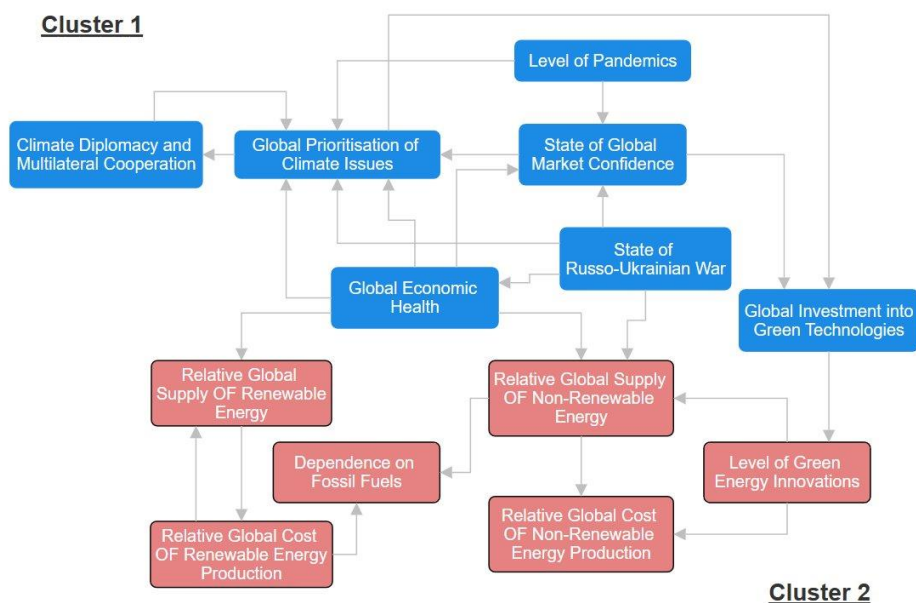 Cluster 1
Level of Pandemics
Climate Diplomacy and
Multilateral Cooperation
Global Prioritisation of
Climate Issues
State of Global
Market Confidence
State of
Russo-Ukrainian War
Global Economic
Health
Global Investment into
Green Technologies
Relative Global
Supply OF Renewable
Energy
Relative Global Supply
OF Non-Renewable
Energy
Dependence on
Fossil Fuels
Level of Green
Energy Innovations
Relative Global Cost
OF Renewable Energy
Production
Relative Global Cost
OF Non-Renewable
Energy Production
Cluster 2